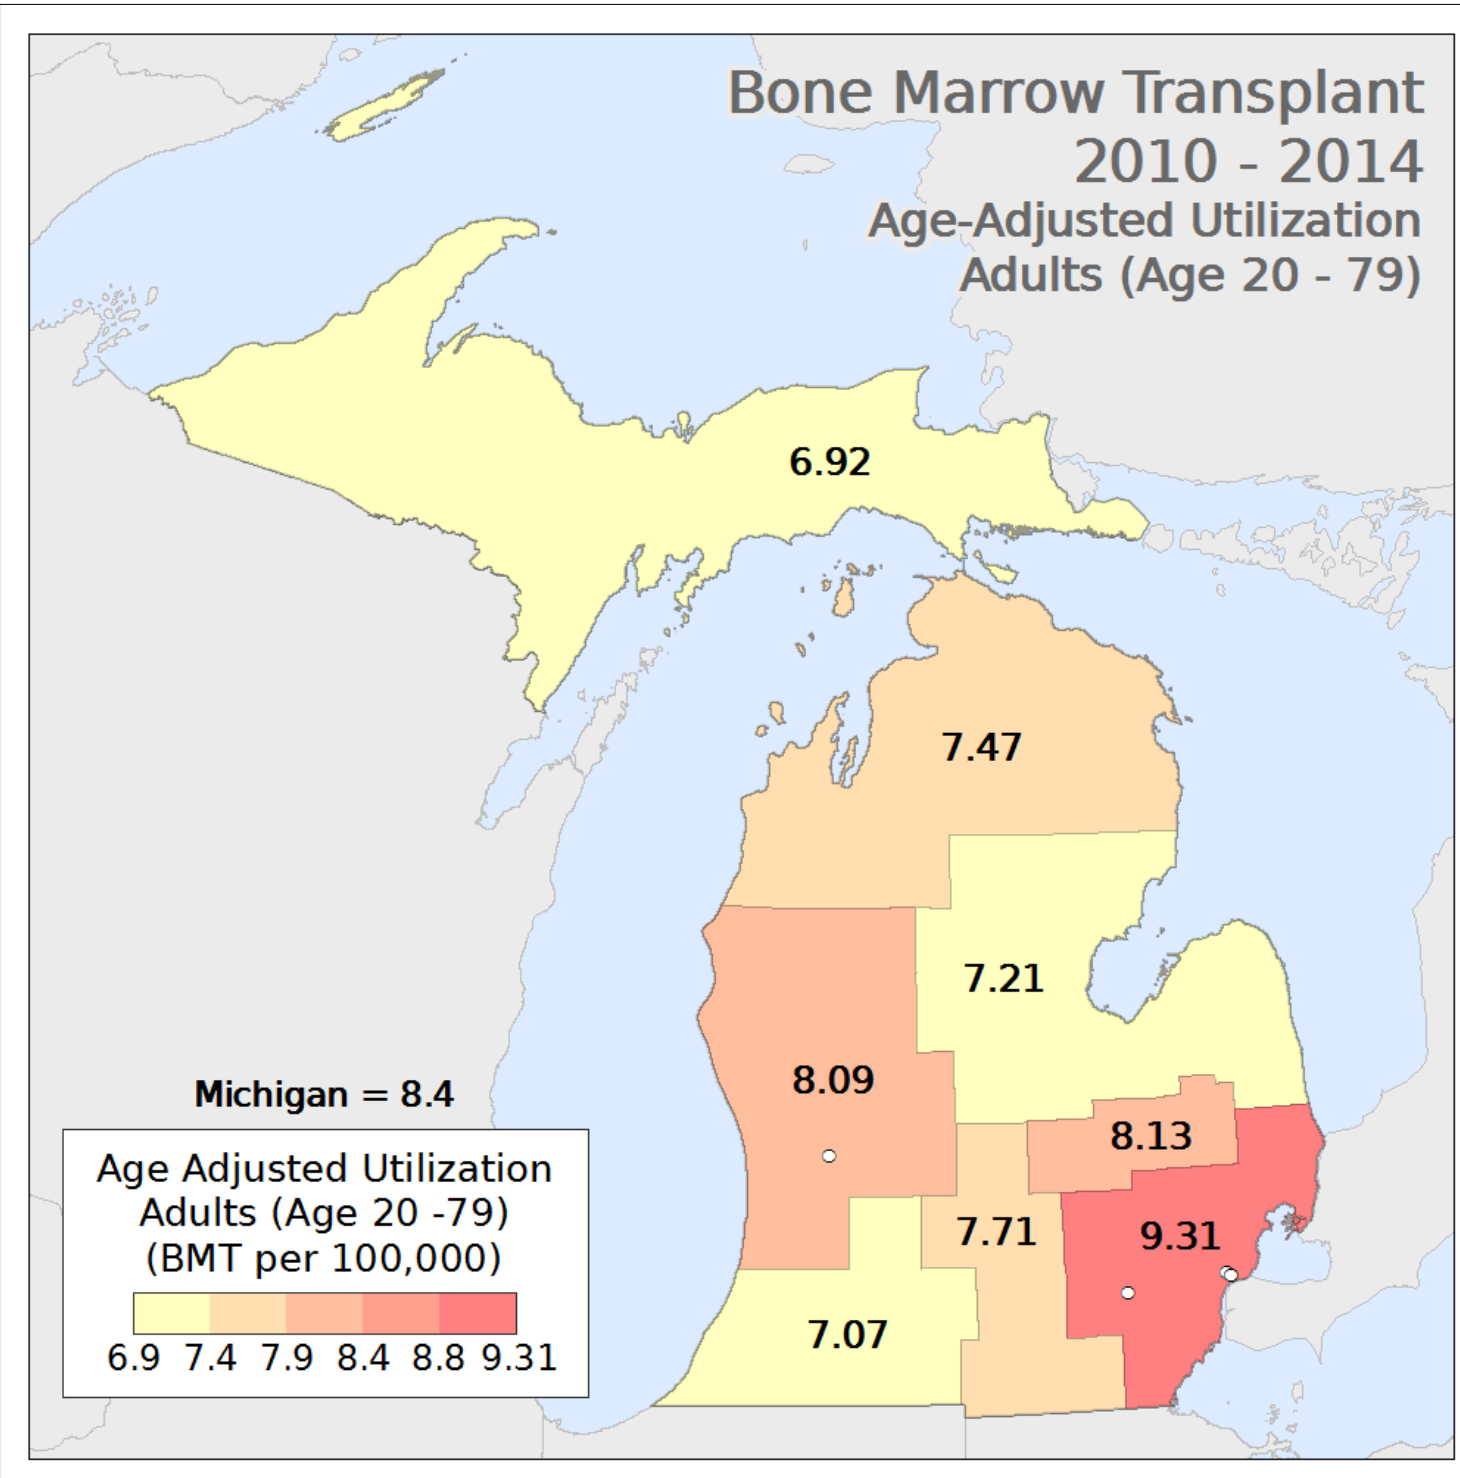 Bone Marrow Transplant
2010 - 2014
Age-Adjusted Utilization
Adults (Age 20 - 79)
6.92
7.47
7.21
8.09
8.13
7.71
9.31
7.07
Michigan = 8.4
Age Adjusted Utilization
Adults (Age 20 -79)
(BMT per 100,000)
6.9 7.4 7.9 8.4 8.8 9.31